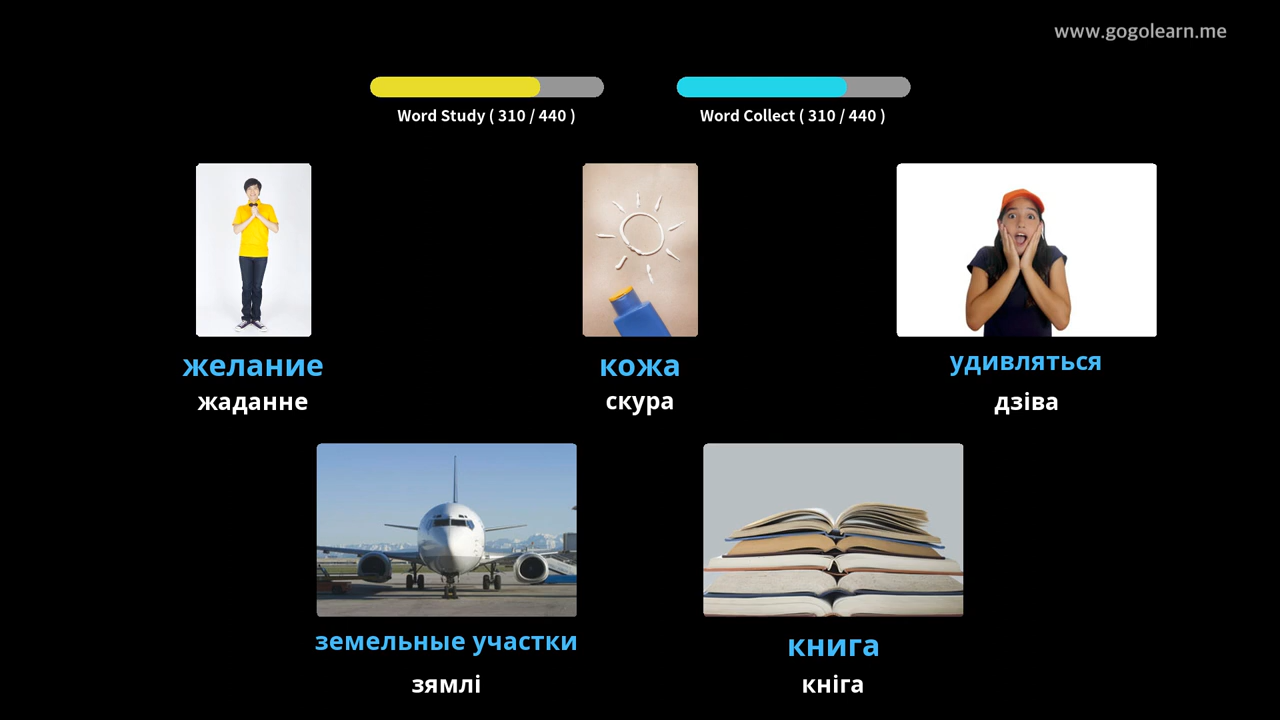 www.gogolearn.me
Word Study ( 310 / 440 )
Word Collect ( 310 / 440 )
желание
жаданне
кожа
скура
удивляться
дзіва
земельные участки
зямлі
книга
кніга